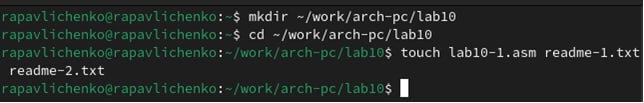 rapavlichenko@rapavlichenko:~$ mkdir ~/work/arch-pc/lab10
rapavlichenko@rapavlichenko:~$ cd ~/work/arch-pc/lab10
rapavlichenko@rapavlichenko:~/work/arch-pc/lab10$ touch lab10-1.asm readme-1.txt
readme-2.txt
rapavlichenko@rapavlichenko:~/work/arch-pc/lab10$